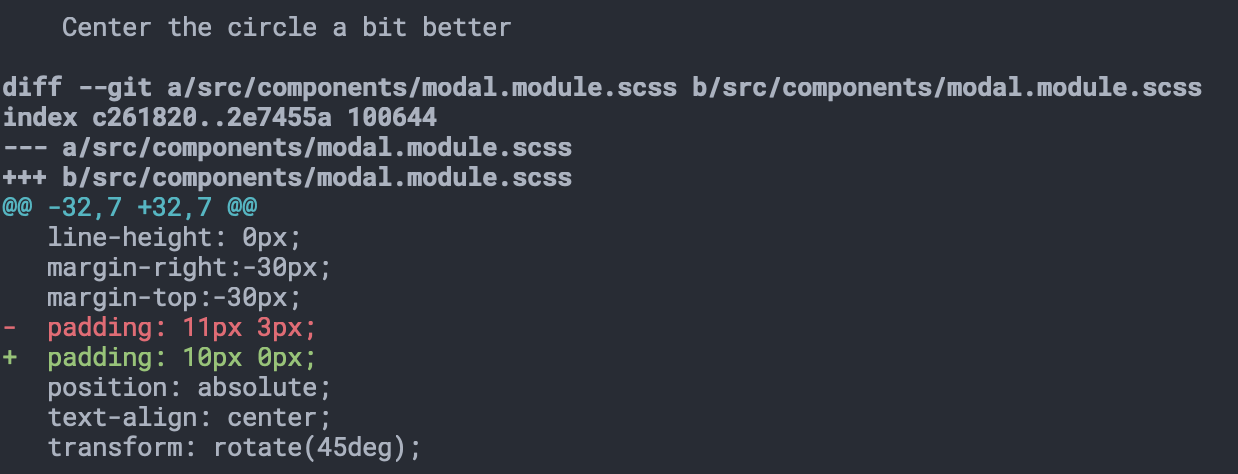 Center the circle a bit better
diff --git a/src/components/modal.module.scss b/src/components/modal.module.scss
index c261820..2e7455a 100644
--- a/src/components/modal.module.scss
+++ b/src/components/modal.module.scss
@@ -32,7 +32,7 @@
line-height: 0px;
margin-right:-30px;
margin-top:-30px;
-  padding: 11px 3px;
+  padding: 10px 0px;
position: absolute;
text-align: center;
transform: rotate(45deg);